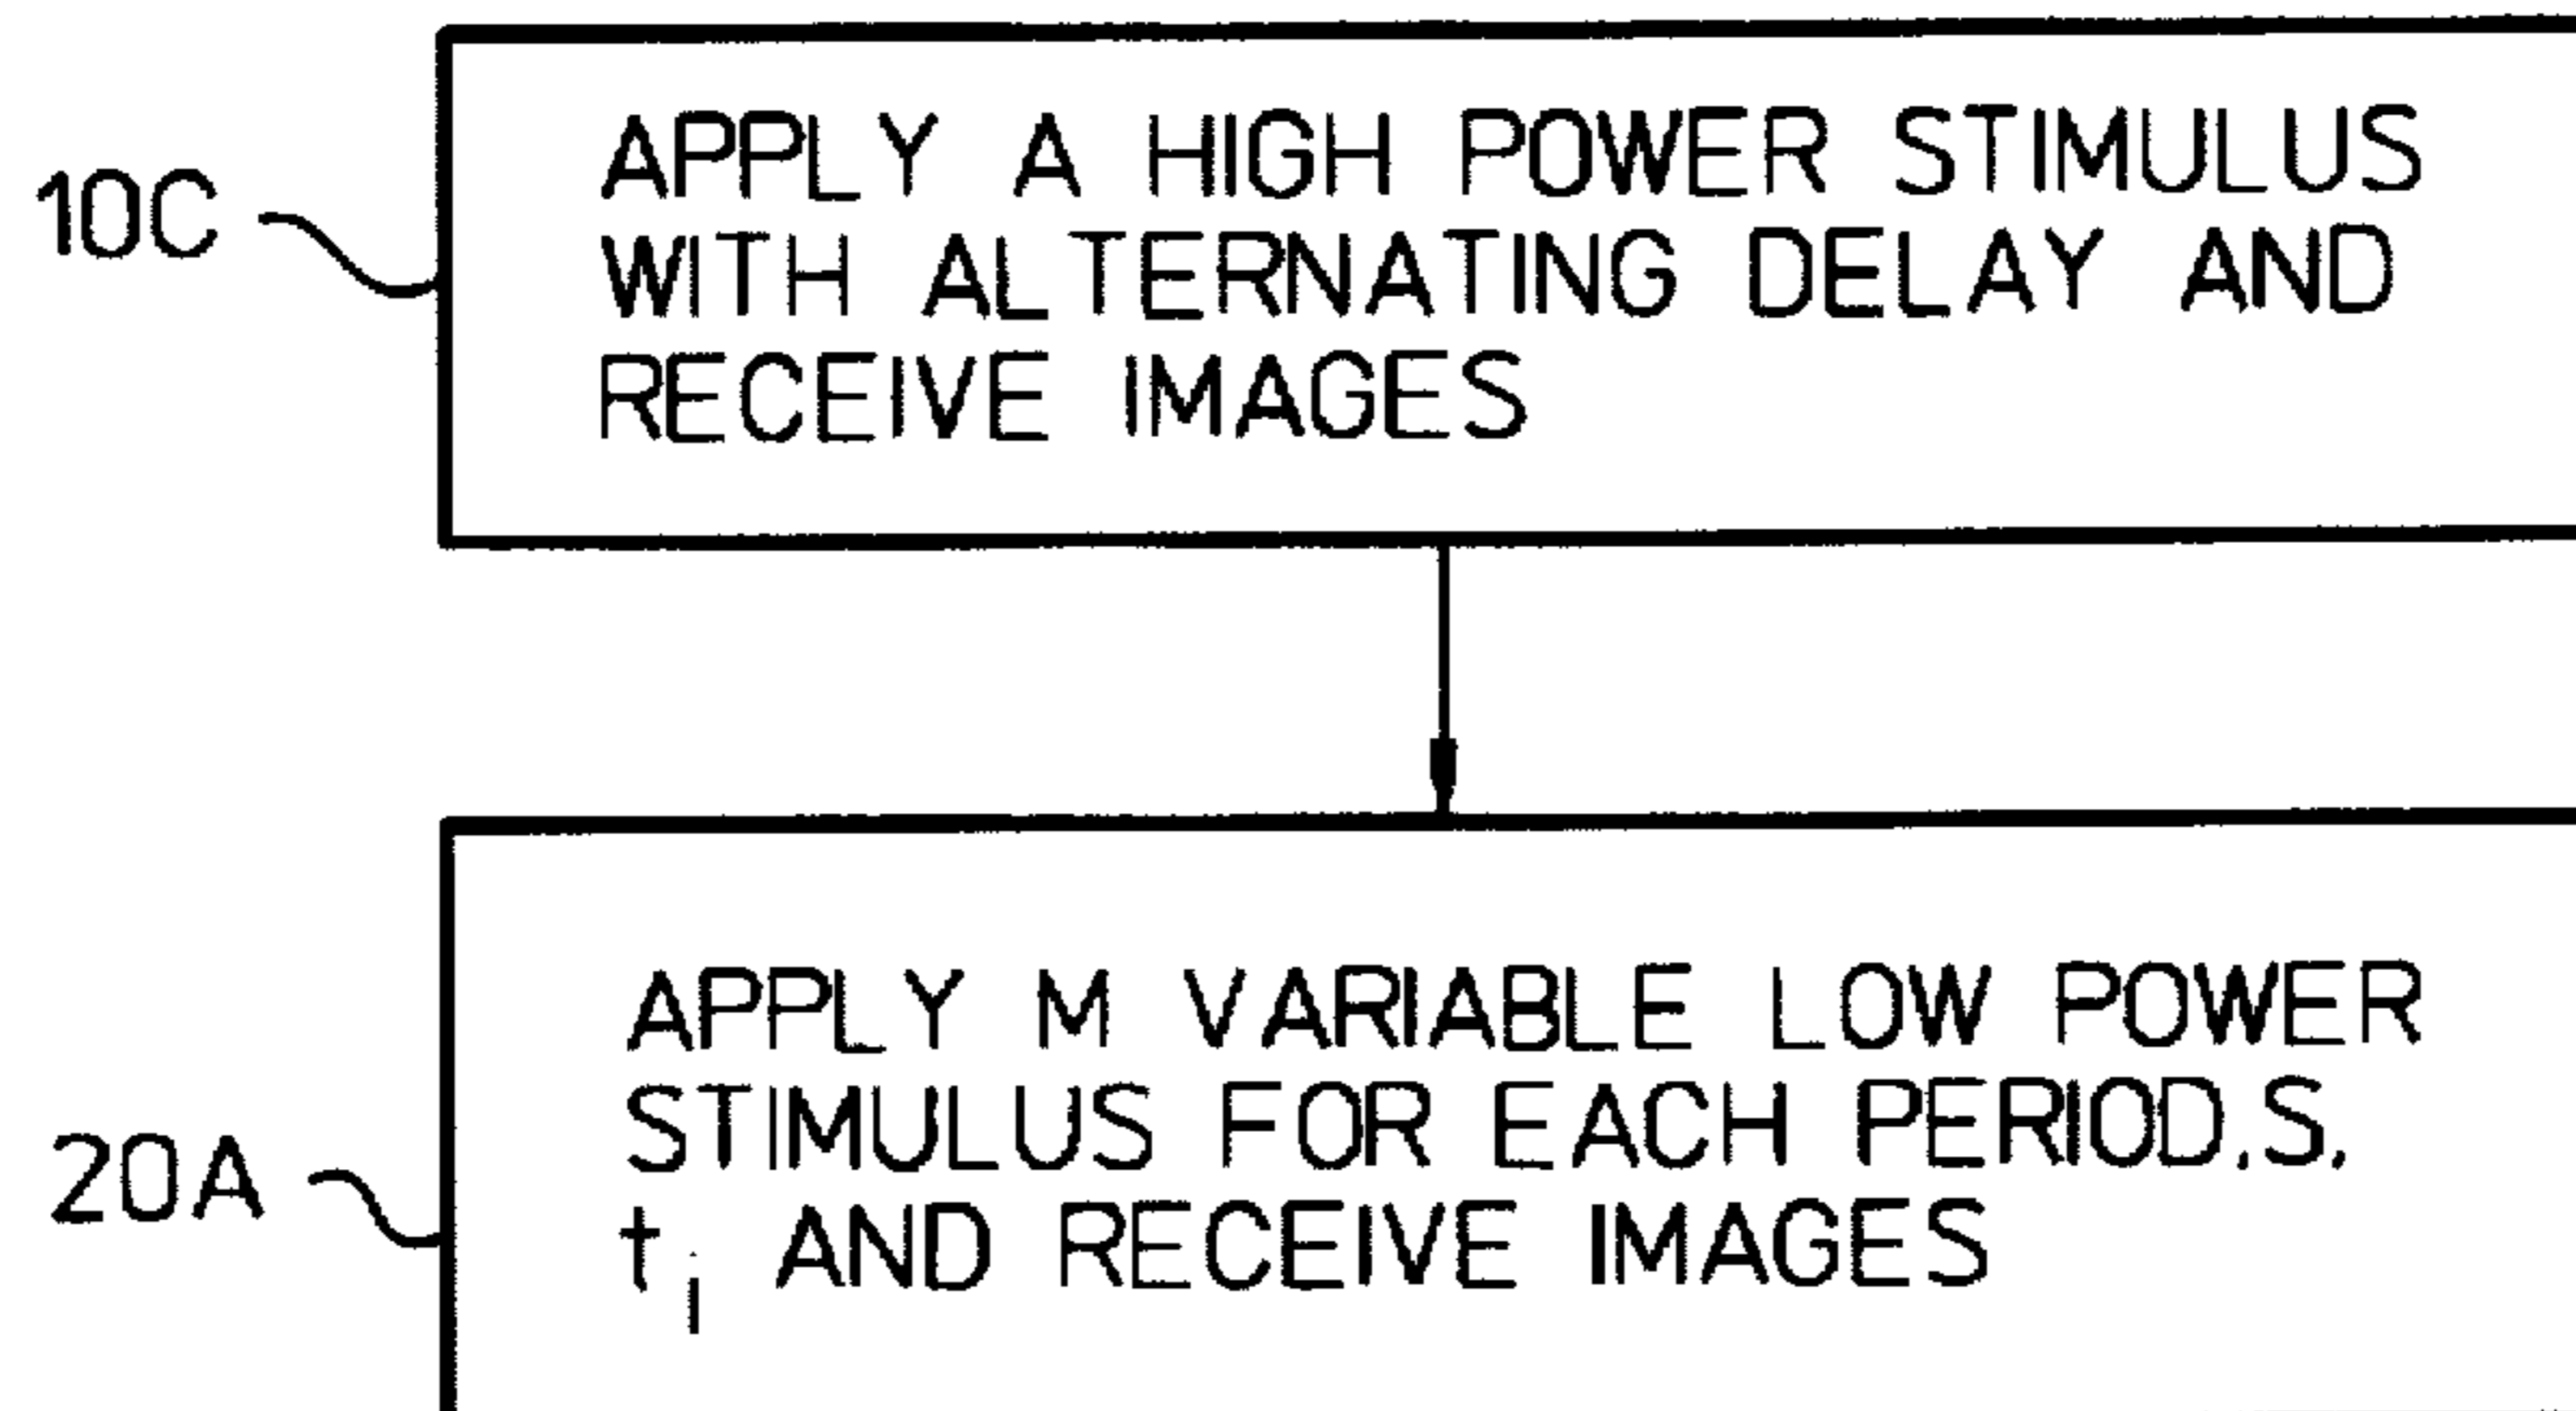 10C
APPLY A HIGH POWER STIMULUS
WITH ALTERNATING DELAY AND
RECEIVE IMAGES
20A
APPLY M VARIABLE LOW POWER
STIMULUS FOR EACH PERIOD,S,
t i AND RECEIVE IMAGES